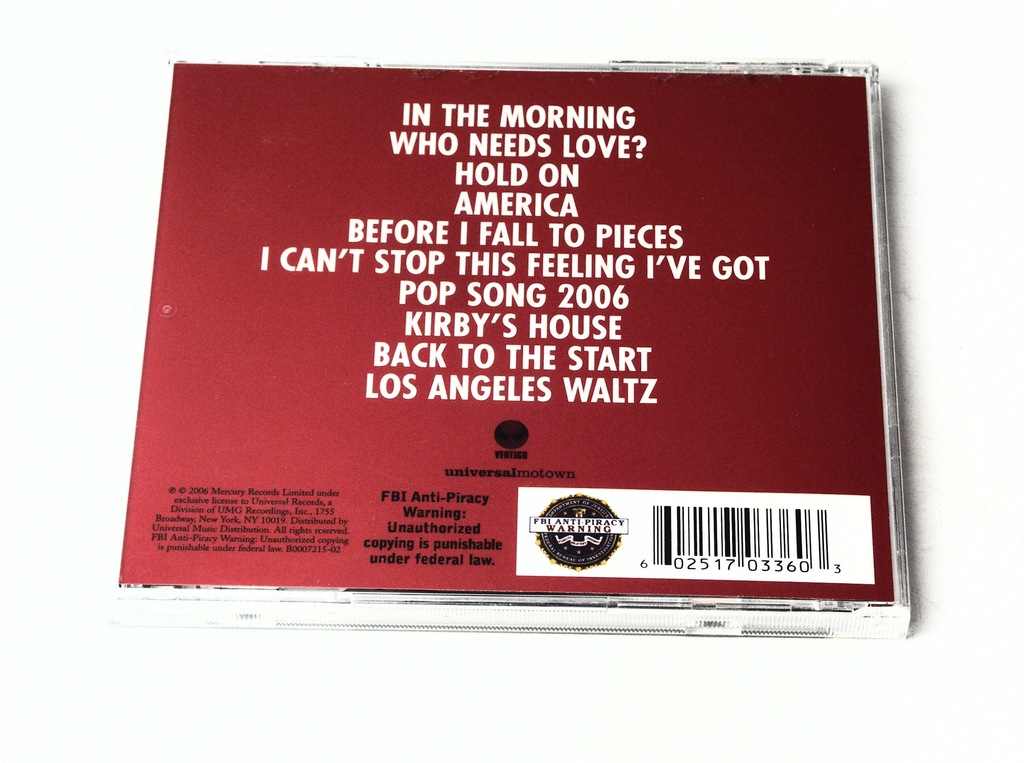 IN THE MORNING
WHO NEEDS LOVE?
HOLD ON
AMERICA
BEFORE I FALL TO PIECES
I CAN'T STOP THIS FEELING I'VE GOT
POP SONG 2006
KIRBY'S HOUSE
BACK TO THE START
LOS ANGELES WALTZ
VERTIGO
universalmotown
℗ © 2006 Mercury Records Limited under
exclusive license to Universal Records, a
Division of UMG Recordings, Inc., 1755
Broadway, New York, NY 10019. Distributed by
Universal Music Distribution. All rights reserved.
FBI Anti-Piracy Warning: Unauthorized copying
is punishable under federal law. B0007215-02
FBI Anti-Piracy
Warning:
Unauthorized
copying is punishable
under federal law.
FBI ANTI-PIRACY
WARNING
6 02517 03360 3